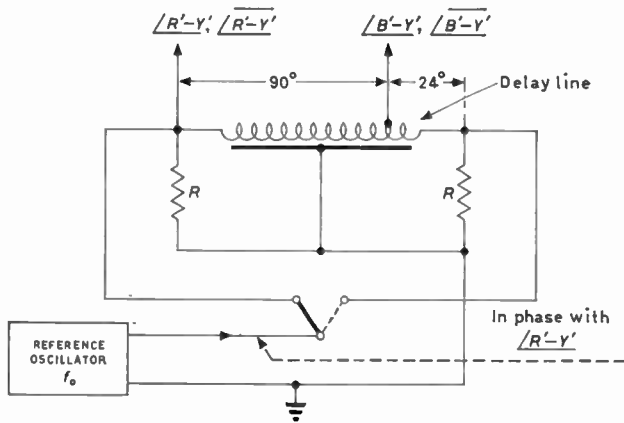 ∠R'–Y', ∠R̅'̅–̅Y̅'̅ ∠B'–Y', ∠B̅'̅–̅Y̅'̅
90° 24° Delay line
R R
In phase with
∠R'–Y'
REFERENCE
OSCILLATOR
f₀